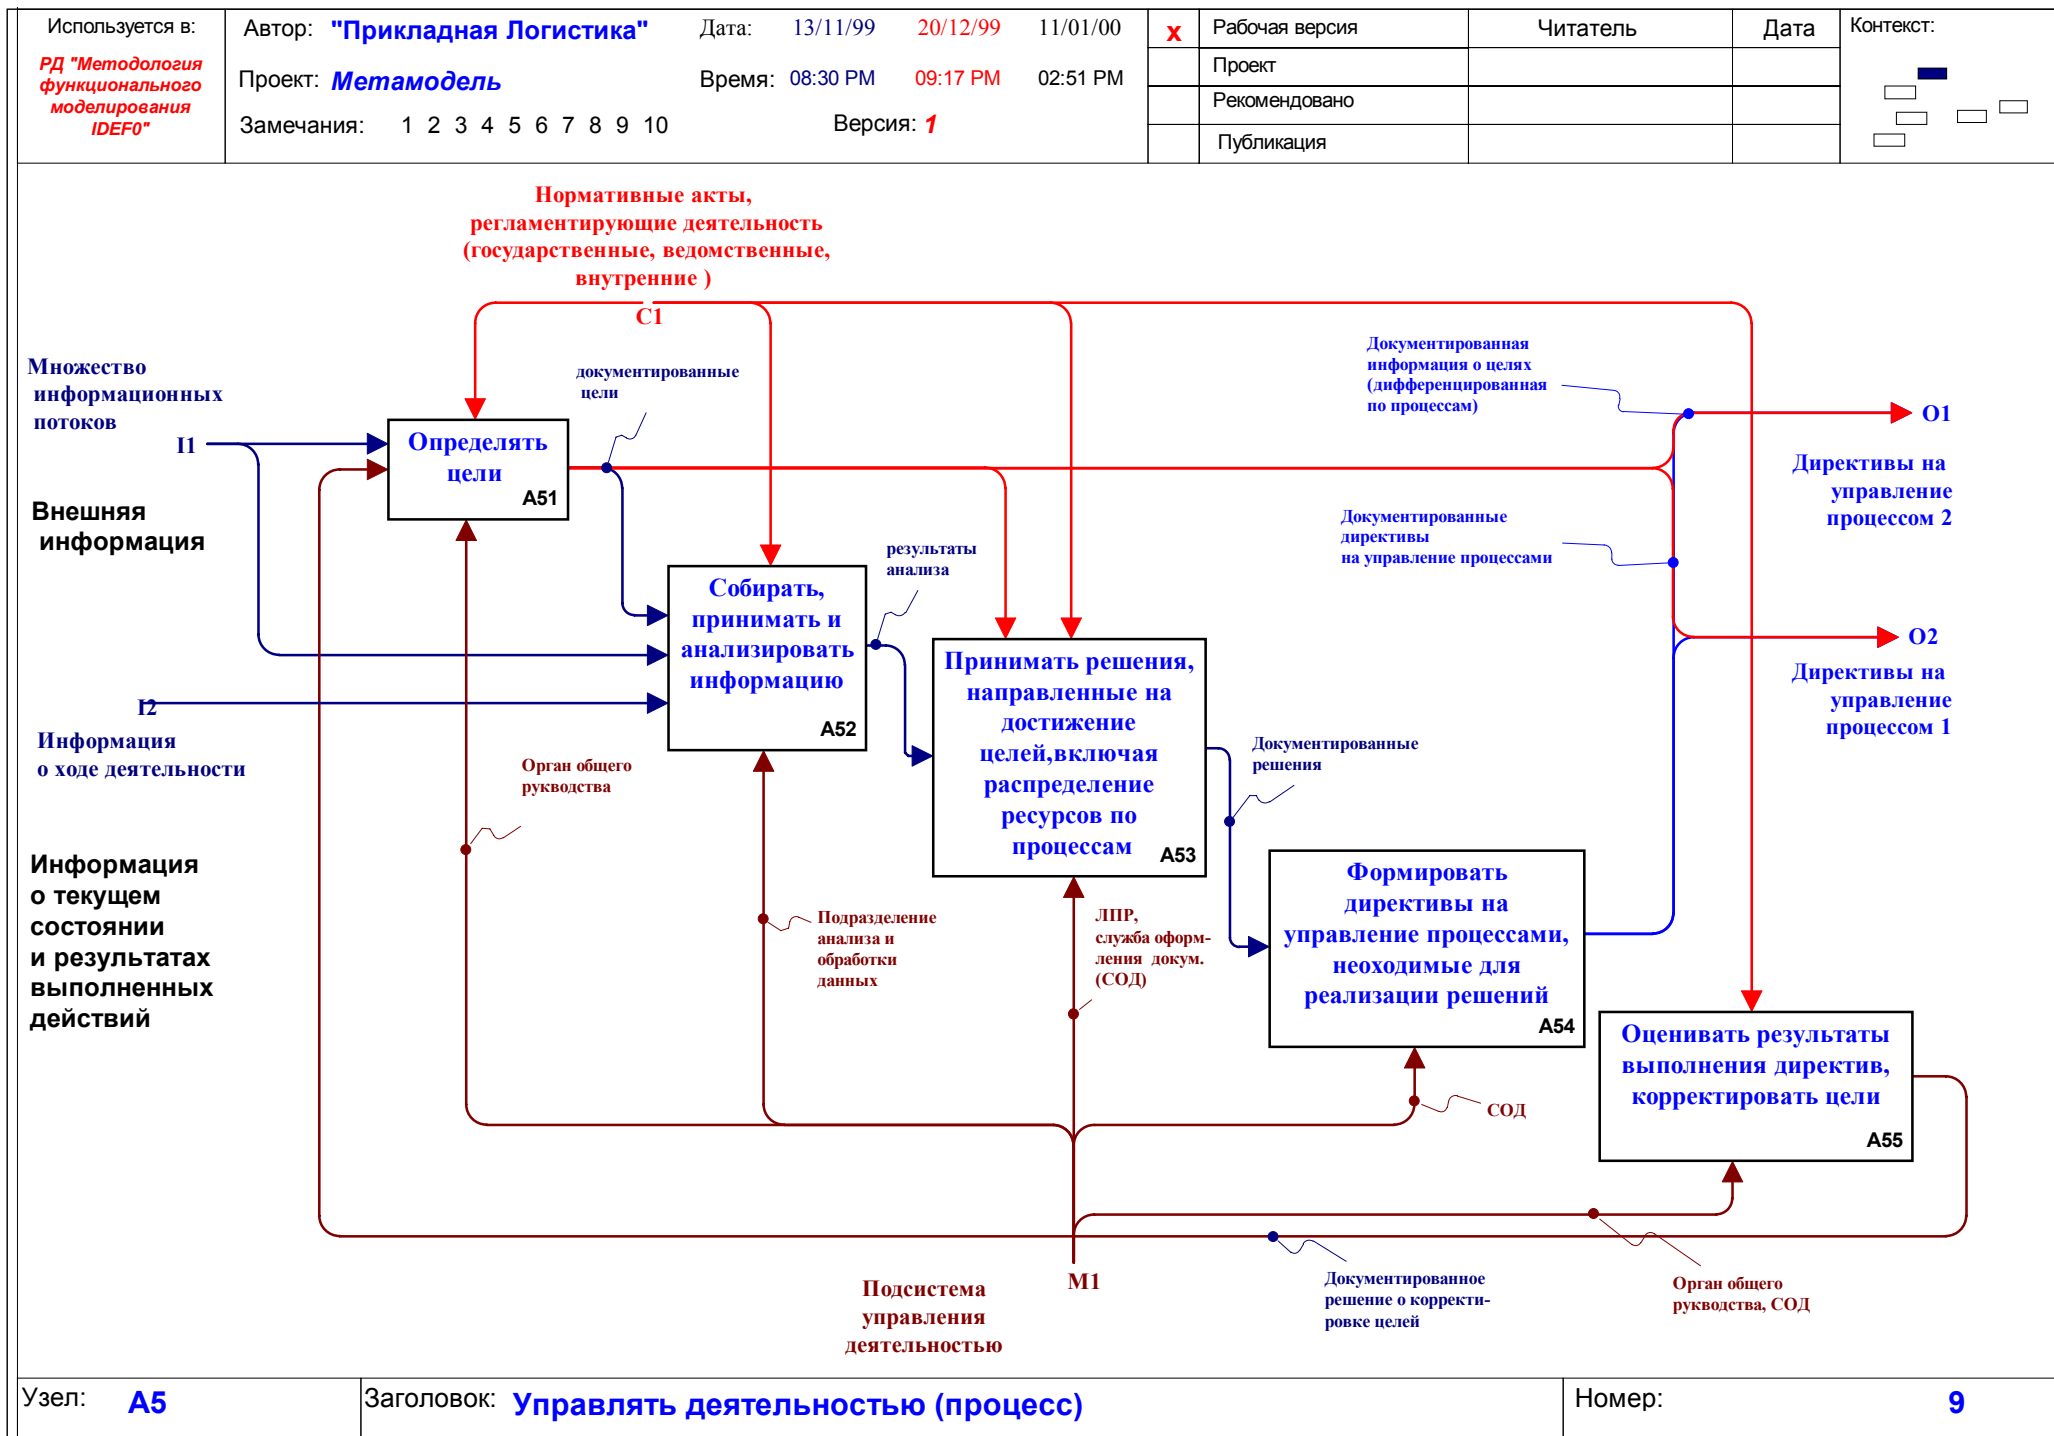 Используется в:
РД "Методология
функционального
моделирования
IDEF0"
Автор: "Прикладная Логистика"
Дата: 13/11/99 20/12/99 11/01/00
Проект: Метамодель
Время: 08:30 PM 09:17 PM 02:51 PM
Замечания: 1 2 3 4 5 6 7 8 9 10
Версия: 1
x Рабочая версия Читатель Дата
Проект
Рекомендовано
Публикация
Контекст:
Нормативные акты,
регламентирующие деятельность
(государственные, ведомственные,
внутренние )
C1
Множество
информационных
потоков
I1
Внешняя
информация
документированные
цели
Определять
цели
A51
Документированная
информация о целях
(дифференцированная
по процессам)
O1
Директивы на
управление
процессом 2
Документированные
директивы
на управление процессами
результаты
анализа
Собирать,
принимать и
анализировать
информацию
A52
O2
Директивы на
управление
процессом 1
I2
Информация
о ходе деятельности
Принимать решения,
направленные на
достижение
целей,включая
распределение
ресурсов по
процессам
A53
Документированные
решения
Орган общего
рукводства
Информация
о текущем
состоянии
и результатах
выполненных
действий
Подразделение
анализа и
обработки
данных
ЛПР,
служба оформ-
ления докум.
(СОД)
Формировать
директивы на
управление процессами,
неоходимые для
реализации решений
A54
Оценивать результаты
выполнения директив,
корректировать цели
A55
СОД
Подсистема
управления
деятельностью
M1
Документированное
решение о корректи-
ровке целей
Орган общего
рукводства, СОД
Узел: A5
Заголовок: Управлять деятельностью (процесс)
Номер: 9